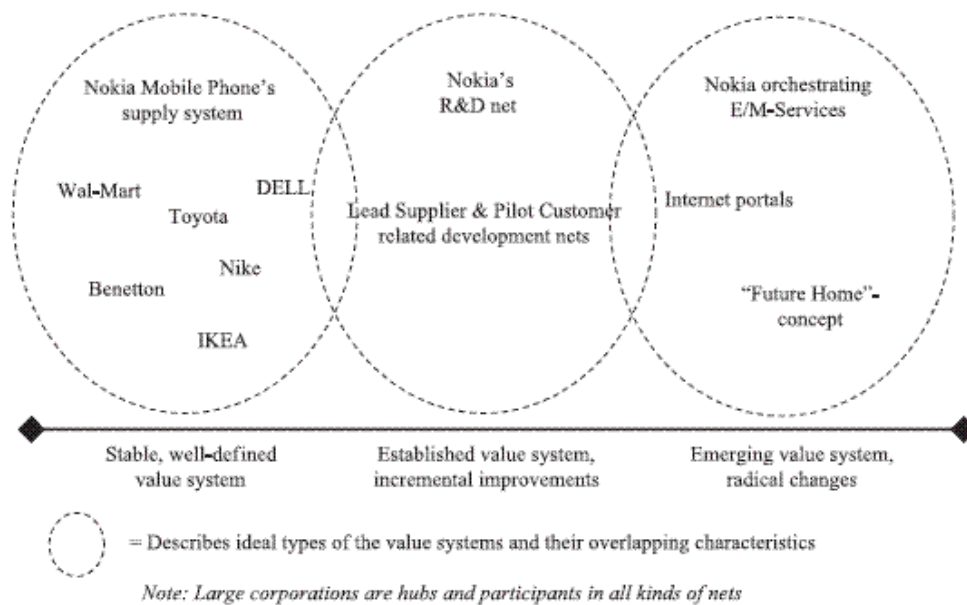 Nokia Mobile Phone's
supply system
Wal-Mart
DELL
Toyota
Nike
Benetton
IKEA
Nokia's
R&D net
Lead Supplier & Pilot Customer
related development nets
Nokia orchestrating
E/M-Services
Internet portals
"Future Home"-
concept
Stable, well-defined
value system
Established value system,
incremental improvements
Emerging value system,
radical changes
= Describes ideal types of the value systems and their overlapping characteristics
Note: Large corporations are hubs and participants in all kinds of nets